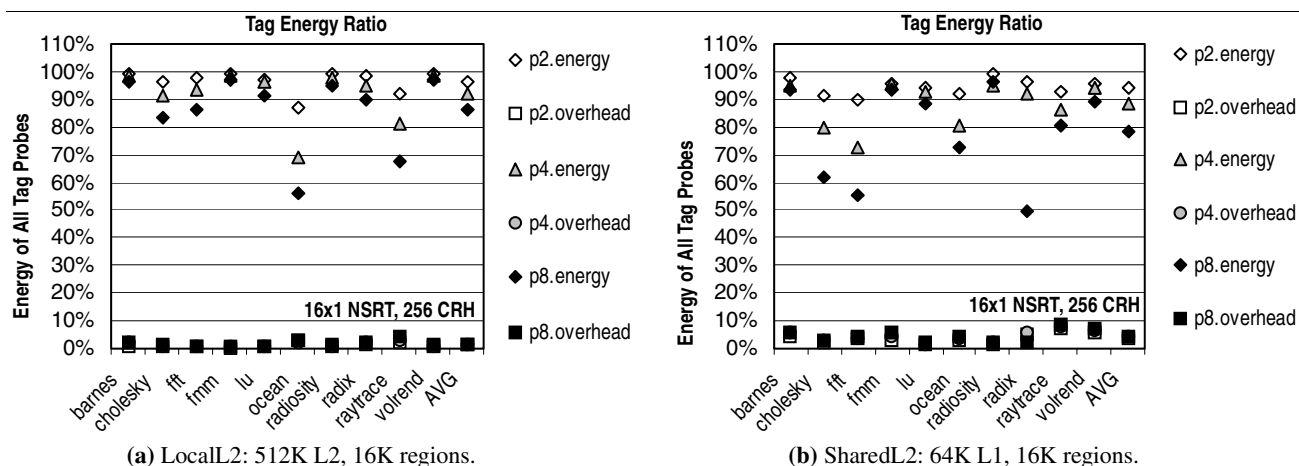 Tag Energy Ratio
Energy of All Tag Probes
110%
100%
90%
80%
70%
60%
50%
40%
30%
20%
10%
0%
16x1 NSRT, 256 CRH
barnes
cholesky
fft
fmm
lu
ocean
radiosity
radix
raytrace
volrend
AVG
p2.energy
p2.overhead
p4.energy
p4.overhead
p8.energy
p8.overhead
(a) LocalL2: 512K L2, 16K regions.
Tag Energy Ratio
Energy of All Tag Probes
110%
100%
90%
80%
70%
60%
50%
40%
30%
20%
10%
0%
16x1 NSRT, 256 CRH
barnes
cholesky
fft
fmm
lu
ocean
radiosity
radix
raytrace
volrend
AVG
p2.energy
p2.overhead
p4.energy
p4.overhead
p8.energy
p8.overhead
(b) SharedL2: 64K L1, 16K regions.